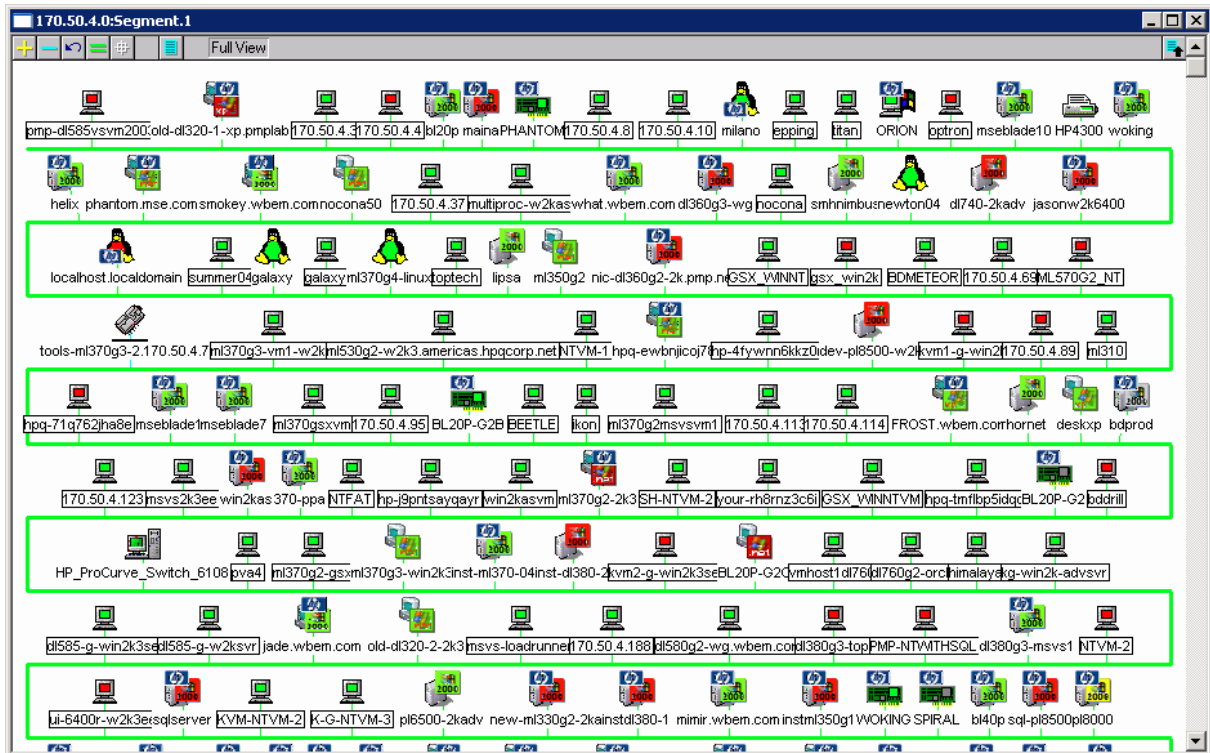 170.50.4.0:Segment.1
Full View
pmp-dl585vsvm200 old-dl320-1-xp.pmplab 170.50.4.3 170.50.4.4 bl20p maina PHANTOM 170.50.4.8 170.50.4.10 milano epping titan ORION optron mseblade10 HP4300 woking
helix phantom.mse.com smokey.wbem.com nocona50 170.50.4.37 multiproc-w2kas what.wbem.com dl360g3-wg nocona smhnimbus newton04 dl740-2kadv jasonw2k6400
localhost.localdomain summer04 galaxy galaxy ml370g4-linux toptech lipsa ml350g2 nic-dl360g2-2k.pmp.ne GSX_WINNT gsx_win2k BDMETEOR 170.50.4.69 ML570G2_NT
tools-ml370g3-2. 170.50.4.7 ml370g3-vm1-w2k ml530g2-w2k3.americas.hpqcorp.net NTVM-1 hpq-ewbnjicoj78 hp-4fywnn6kkz0 dev-pl8500-w2k kvm1-g-win2 170.50.4.89 ml310
hpq-71q762jha8e mseblade1 mseblade7 ml370gsxvm 170.50.4.95 BL20P-G2B BEETLE ikon ml370g2msvsvm1 170.50.4.113 170.50.4.114 FROST.wbem.com hornet deskxp bdprod
170.50.4.123 msvs2k3ee win2kas 370-ppa NTFAT hp-j9pntsayqayr win2kasvm ml370g2-2k3 SH-NTVM-2 your-rh8rnz3c6i GSX_WINNTVM hpq-tmflbp5idqc BL20P-G2 bddrill
HP_ProCurve_Switch_6108 pva4 ml370g2-gsx ml370g3-win2k3 inst-ml370-04 inst-dl380-2 kvm2-g-win2k3se BL20P-G2C vmhost1dl760 dl760g2-orcl himalaya kg-win2k-advsvr
dl585-g-win2k3se dl585-g-w2ksvr jade.wbem.com old-dl320-2-2k3 msvs-loadrunner 170.50.4.188 dl580g2-wg.wbem.com dl380g3-top PMP-NTWITHSQL dl380g3-msvs1 NTVM-2
ui-6400r-w2k3ee sqlserver KVM-NTVM-2 K-G-NTVM-3 pl6500-2kadv new-ml330g2-2ka instdl380-1 mimir.wbem.com instml350g1 WOKING SPIRAL bl40p sql-pl8500 pl8000